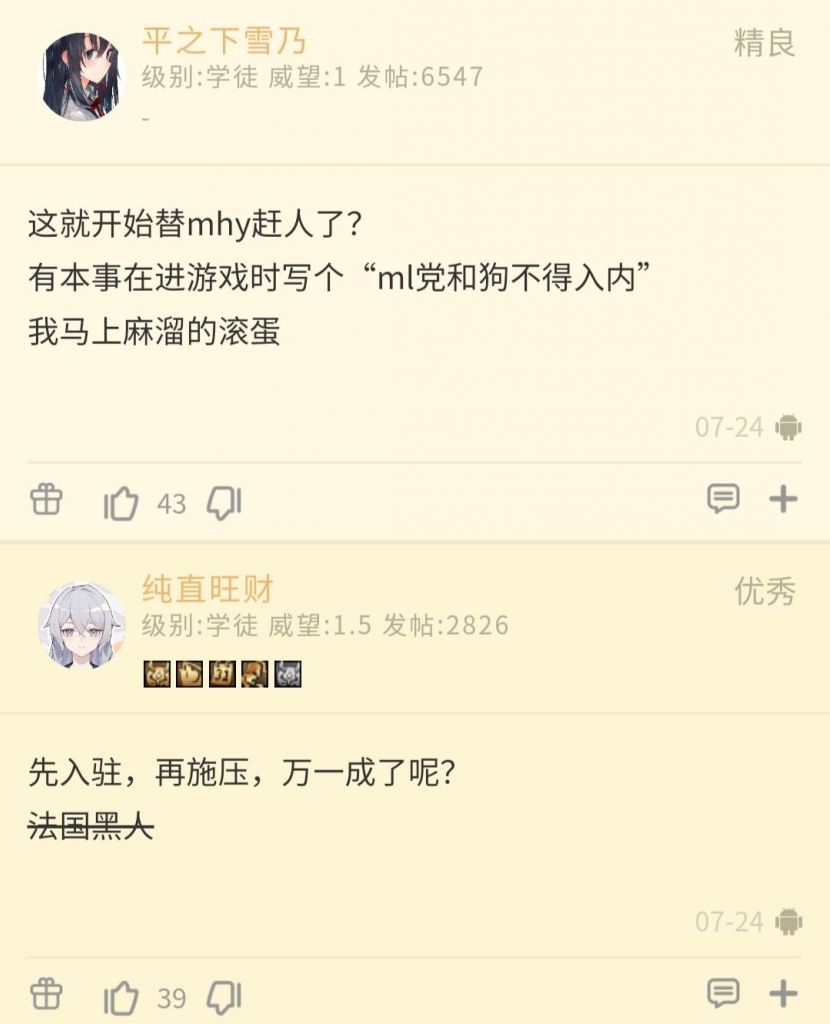 平之下雪乃
精良
级别:学徒 威望:1 发帖:6547
-
这就开始替mhy赶人了？
有本事在进游戏时写个“ml党和狗不得入内”
我马上麻溜的滚蛋
07-24
43
纯直旺财
优秀
级别:学徒 威望:1.5 发帖:2826
先入驻，再施压，万一成了呢？
法国黑人
07-24
39